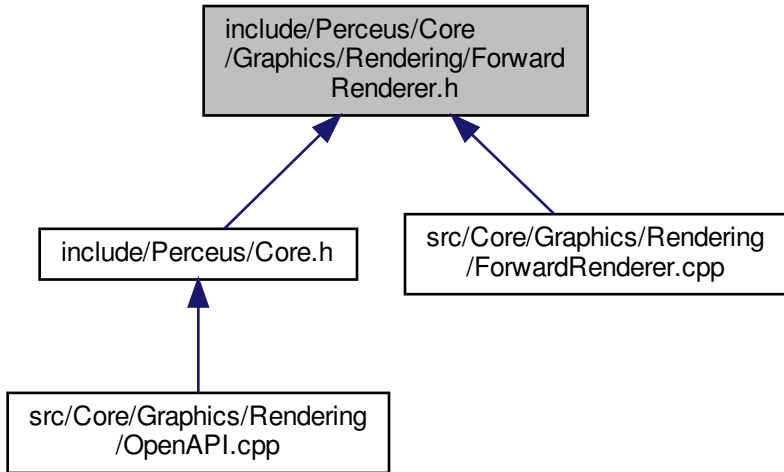 include/Perceus/Core
/Graphics/Rendering/Forward
Renderer.h
include/Perceus/Core.h
src/Core/Graphics/Rendering
/ForwardRenderer.cpp
src/Core/Graphics/Rendering
/OpenAPI.cpp